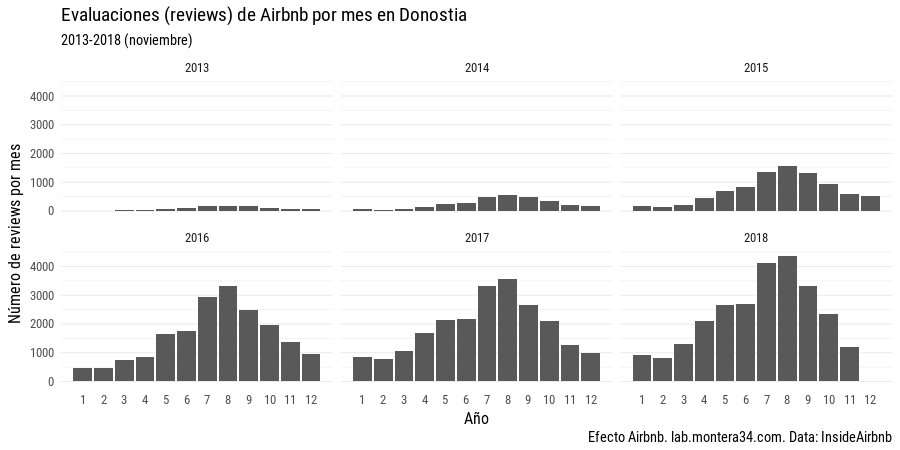 Evaluaciones (reviews) de Airbnb por mes en Donostia
2013-2018 (noviembre)
2013 2014 2015
4000
3000
2000
1000
0
Número de reviews por mes
2016 2017 2018
4000
3000
2000
1000
0
1 2 3 4 5 6 7 8 9 10 11 12 1 2 3 4 5 6 7 8 9 10 11 12 1 2 3 4 5 6 7 8 9 10 11 12
Año
Efecto Airbnb. lab.montera34.com. Data: InsideAirbnb